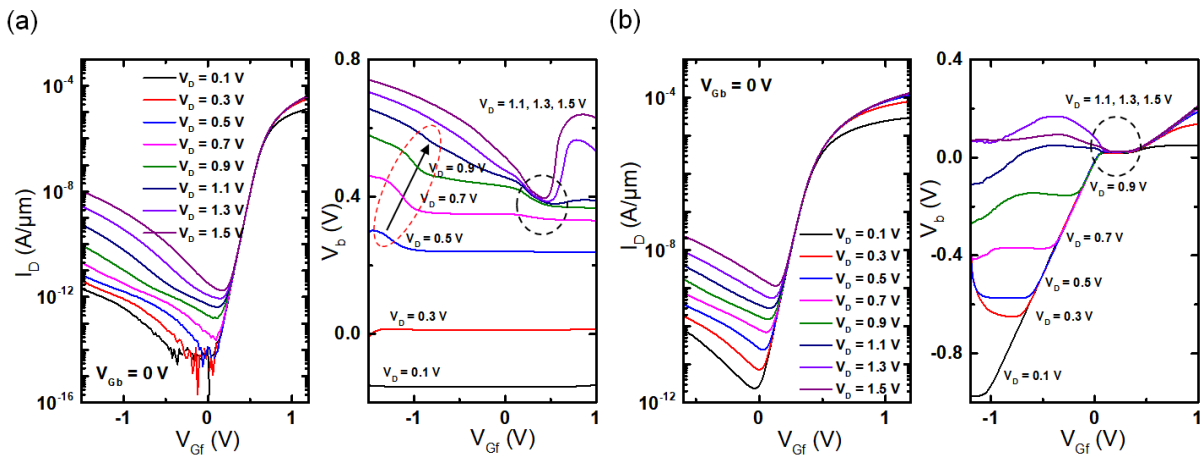 (a)
I_D (A/μm)
10^-4
10^-8
10^-12
10^-16
V_D = 0.1 V
V_D = 0.3 V
V_D = 0.5 V
V_D = 0.7 V
V_D = 0.9 V
V_D = 1.1 V
V_D = 1.3 V
V_D = 1.5 V
V_Gb = 0 V
-1 0 1
V_Gf (V)
V_b (V)
0.8
0.4
0.0
V_D = 1.1, 1.3, 1.5 V
V_D = 0.9 V
V_D = 0.7 V
V_D = 0.5 V
V_D = 0.3 V
V_D = 0.1 V
-1 0 1
V_Gf (V)
(b)
I_D (A/μm)
10^-4
10^-8
10^-12
V_Gb = 0 V
V_D = 0.1 V
V_D = 0.3 V
V_D = 0.5 V
V_D = 0.7 V
V_D = 0.9 V
V_D = 1.1 V
V_D = 1.3 V
V_D = 1.5 V
-1 0 1
V_Gf (V)
V_b (V)
0.4
0.0
-0.4
-0.8
V_D = 1.1, 1.3, 1.5 V
V_D = 0.9 V
V_D = 0.7 V
V_D = 0.5 V
V_D = 0.3 V
V_D = 0.1 V
-1 0 1
V_Gf (V)